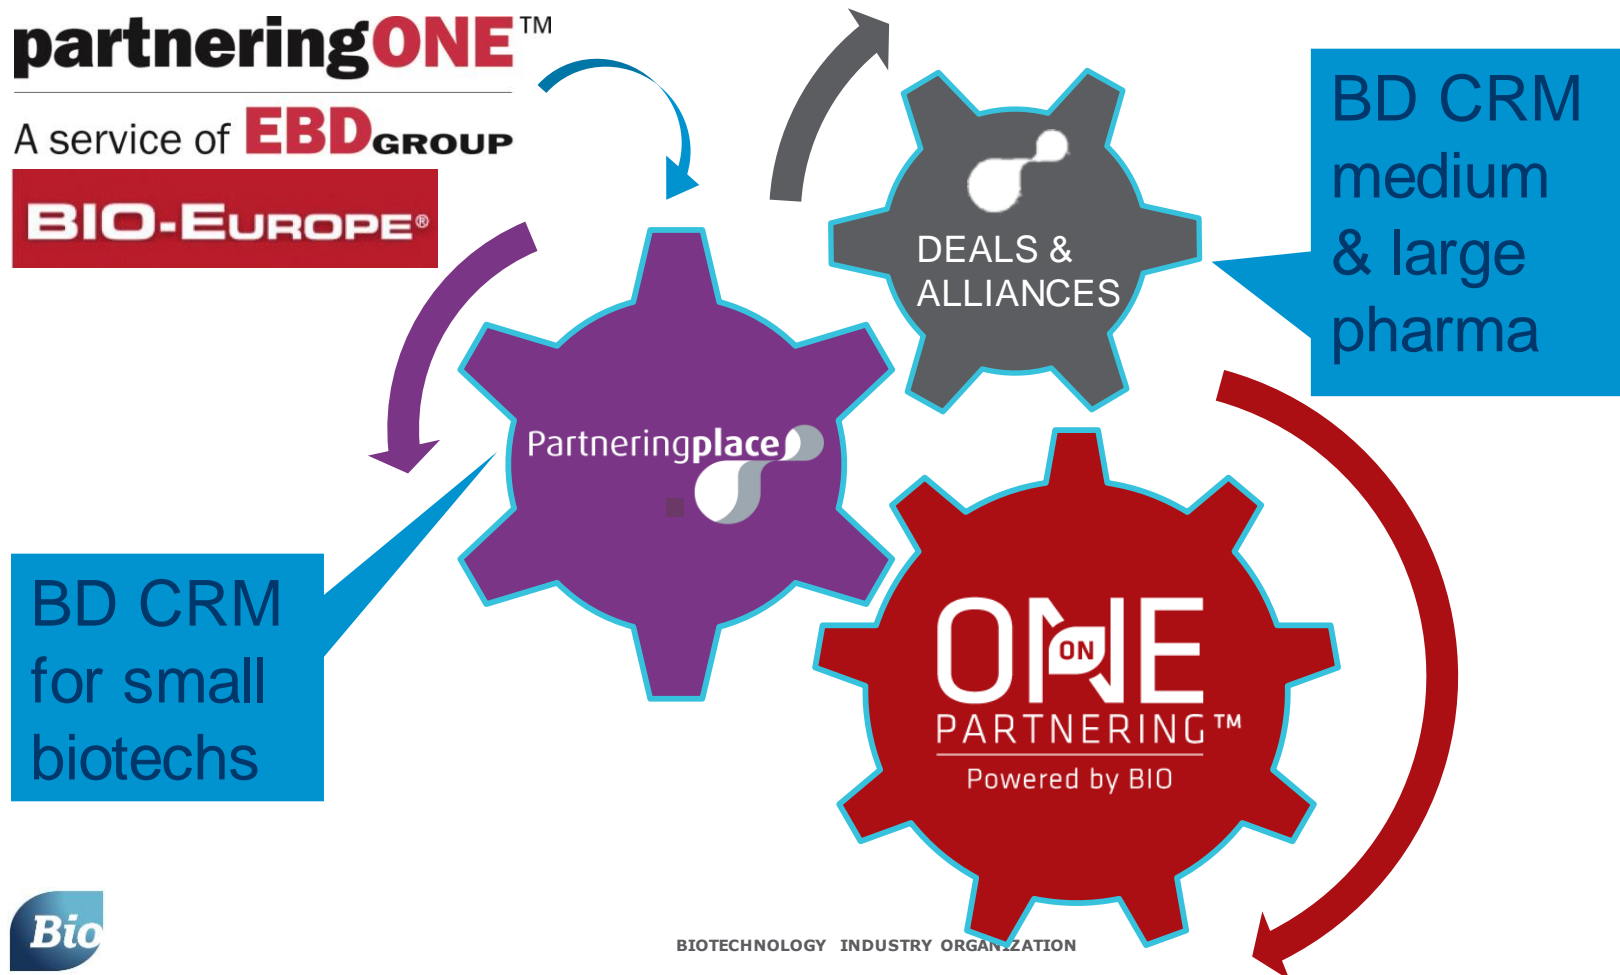 partneringONE™
A service of EBDGROUP
BIO-EUROPE®
DEALS &
ALLIANCES
BD CRM
medium
& large
pharma
Partneringplace
BD CRM
for small
biotechs
ONE
ON
PARTNERING™
Powered by BIO
Bio
BIOTECHNOLOGY INDUSTRY ORGANIZATION